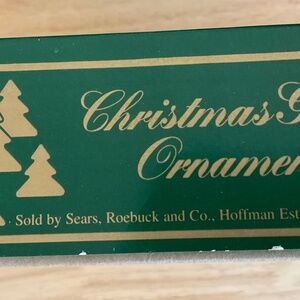 Christmas G
Ornamen
Sold by Sears, Roebuck and Co., Hoffman Est